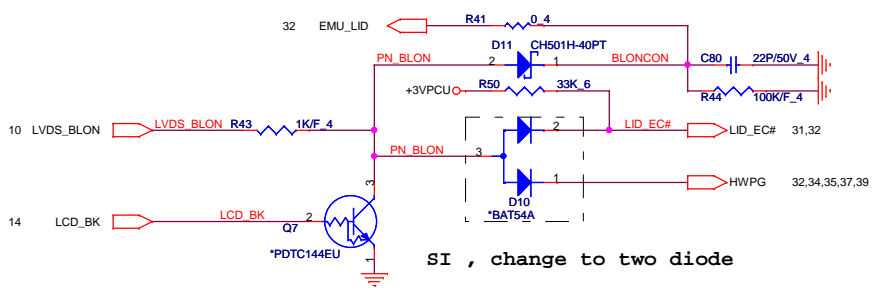 32 EMU_LID R41 0_4
D11 CH501H-40PT
PN_BLON 2 1 BLONCON C80 22P/50V_4
+3VPCU R50 33K_6
R44 100K/F_4
10 LVDS_BLON LVDS_BLON R43 1K/F_4
2 LID_EC# LID_EC# 31,32
PN_BLON 3
3 1 HWPG 32,34,35,37,39
D10
*BAT54A
14 LCD_BK LCD_BK 2
Q7
*PDTC144EU
1
SI , change to two diode